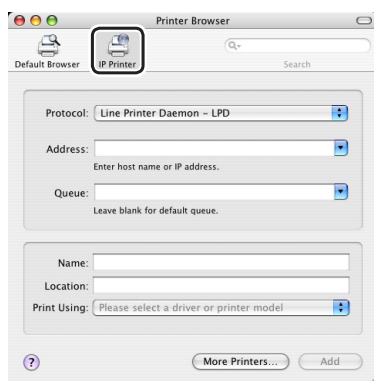 Printer Browser
Default Browser
IP Printer
Search
Protocol: Line Printer Daemon – LPD
Address:
Enter host name or IP address.
Queue:
Leave blank for default queue.
Name:
Location:
Print Using: Please select a driver or printer model
? More Printers... Add